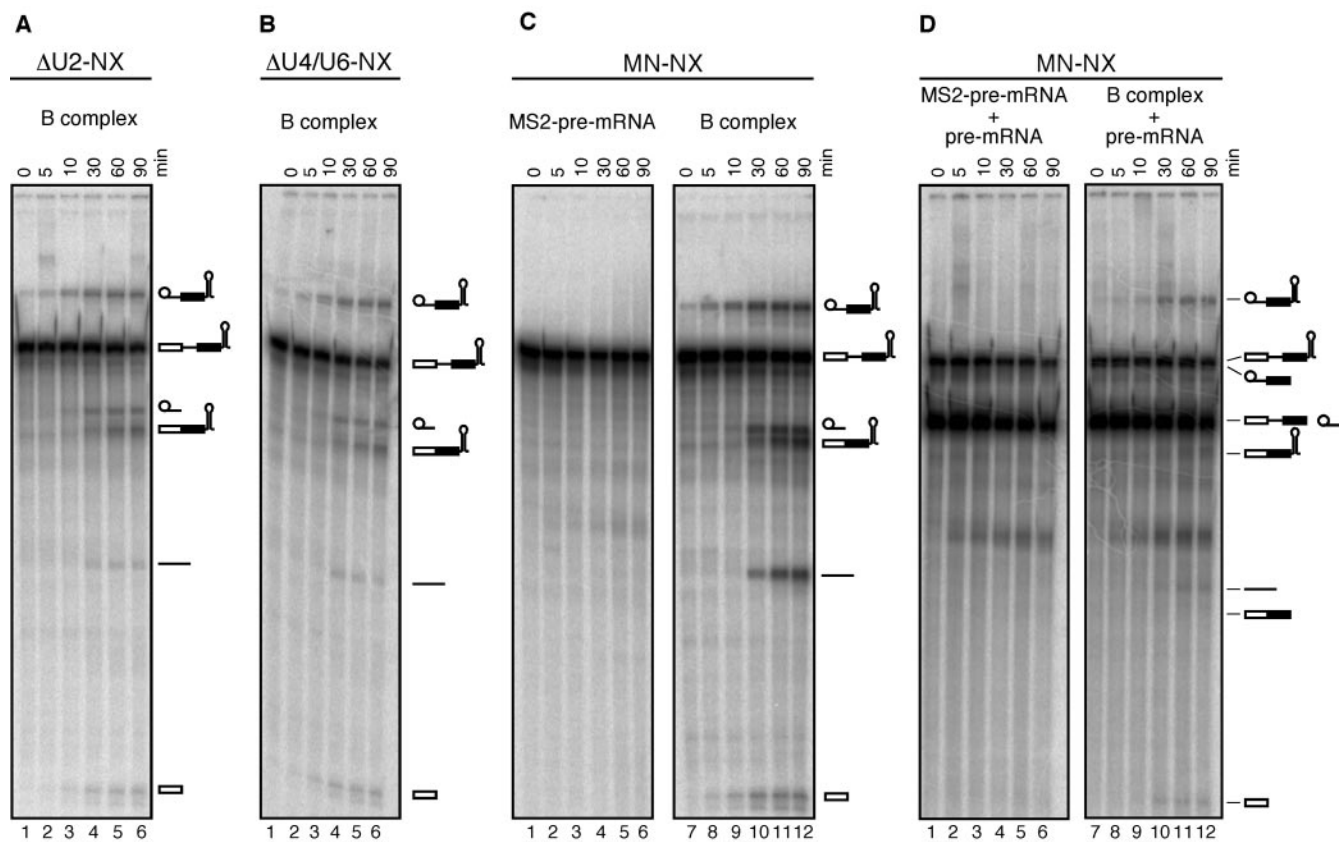 A
ΔU2-NX
B complex
0 5 10 30 60 90 min
1 2 3 4 5 6
B
ΔU4/U6-NX
B complex
0 5 10 30 60 90
1 2 3 4 5 6
C
MN-NX
MS2-pre-mRNA
B complex
0 5 10 30 60 90
0 5 10 30 60 90 min
1 2 3 4 5 6
7 8 9 10 11 12
D
MN-NX
MS2-pre-mRNA
+
pre-mRNA
B complex
+
pre-mRNA
0 5 10 30 60 90
0 5 10 30 60 90 min
1 2 3 4 5 6
7 8 9 10 11 12